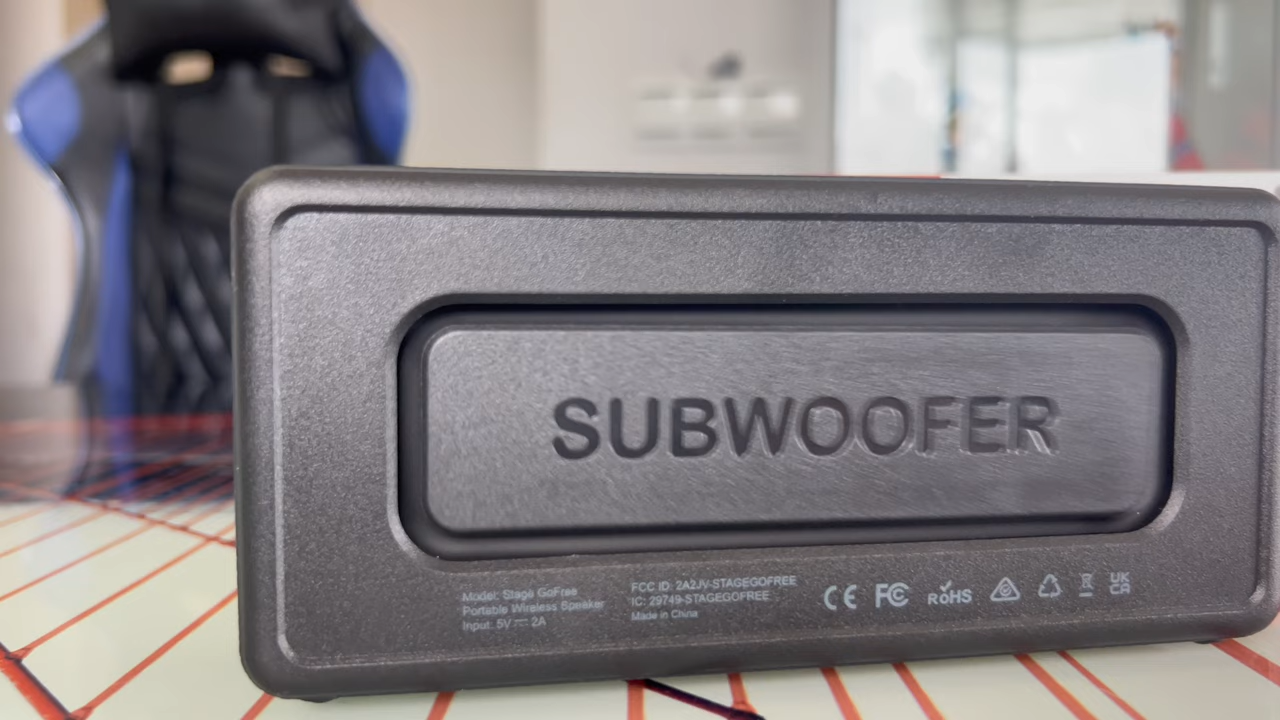 SUBWOOFER
Model: Stage GoFree
Portable Wireless Speaker
Input: 5V⎓2A
FCC ID: 2A2JV-STAGEGOFREE
IC: 29749-STAGEGOFREE
Made in China
CE FC RoHS UK CA